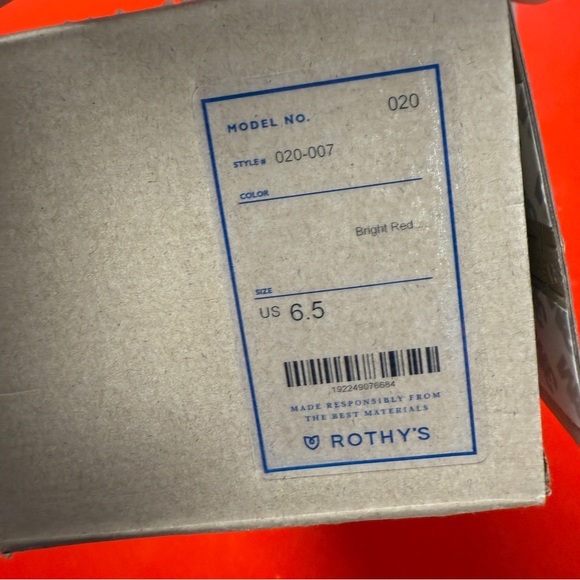 MODEL NO. 020
STYLE# 020-007
COLOR
Bright Red
SIZE
US 6.5
192249076684
MADE RESPONSIBLY FROM
THE BEST MATERIALS
ROTHY'S